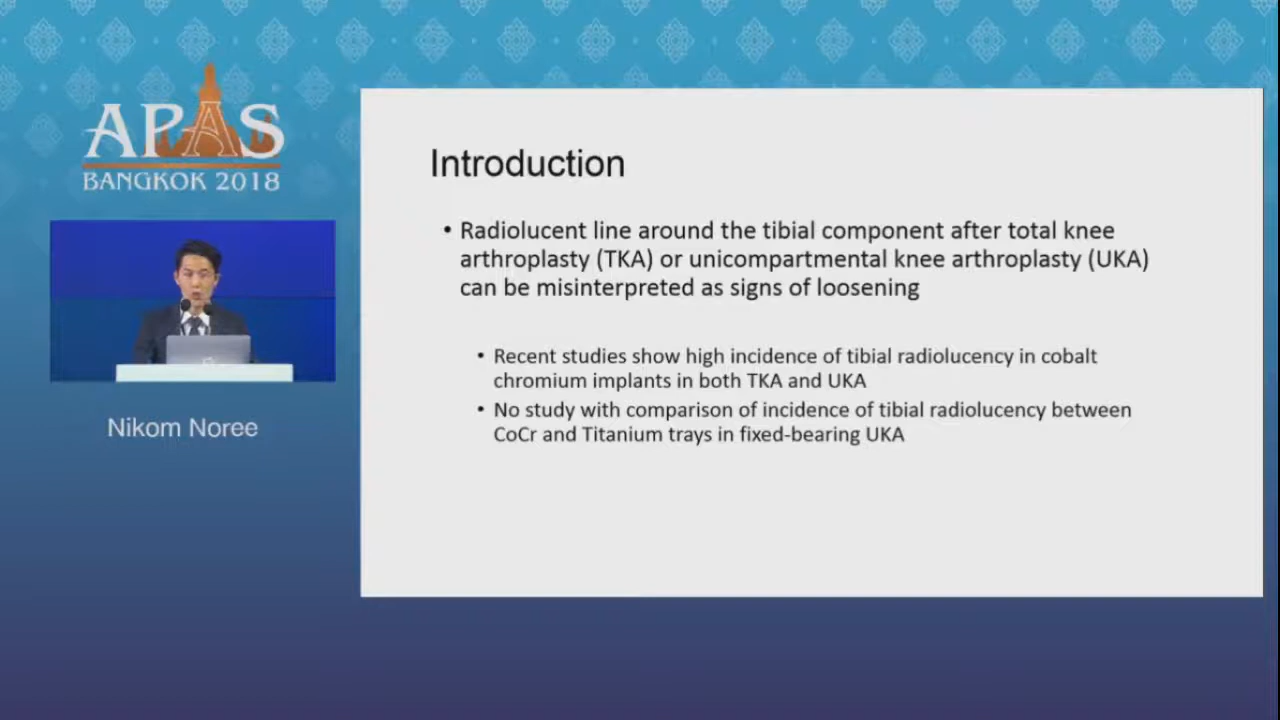 APAS
BANGKOK 2018
Nikom Noree
Introduction
• Radiolucent line around the tibial component after total knee
arthroplasty (TKA) or unicompartmental knee arthroplasty (UKA)
can be misinterpreted as signs of loosening
• Recent studies show high incidence of tibial radiolucency in cobalt
chromium implants in both TKA and UKA
• No study with comparison of incidence of tibial radiolucency between
CoCr and Titanium trays in fixed-bearing UKA